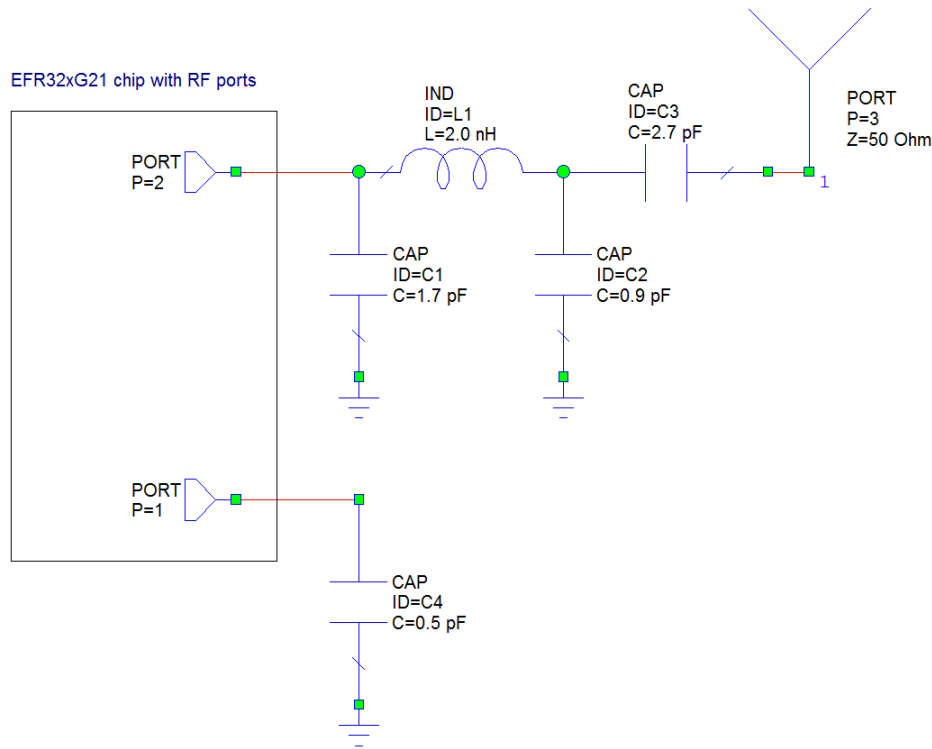 EFR32xG21 chip with RF ports
PORT
P=2
IND
ID=L1
L=2.0 nH
CAP
ID=C3
C=2.7 pF
PORT
P=3
Z=50 Ohm
1
CAP
ID=C1
C=1.7 pF
CAP
ID=C2
C=0.9 pF
PORT
P=1
CAP
ID=C4
C=0.5 pF